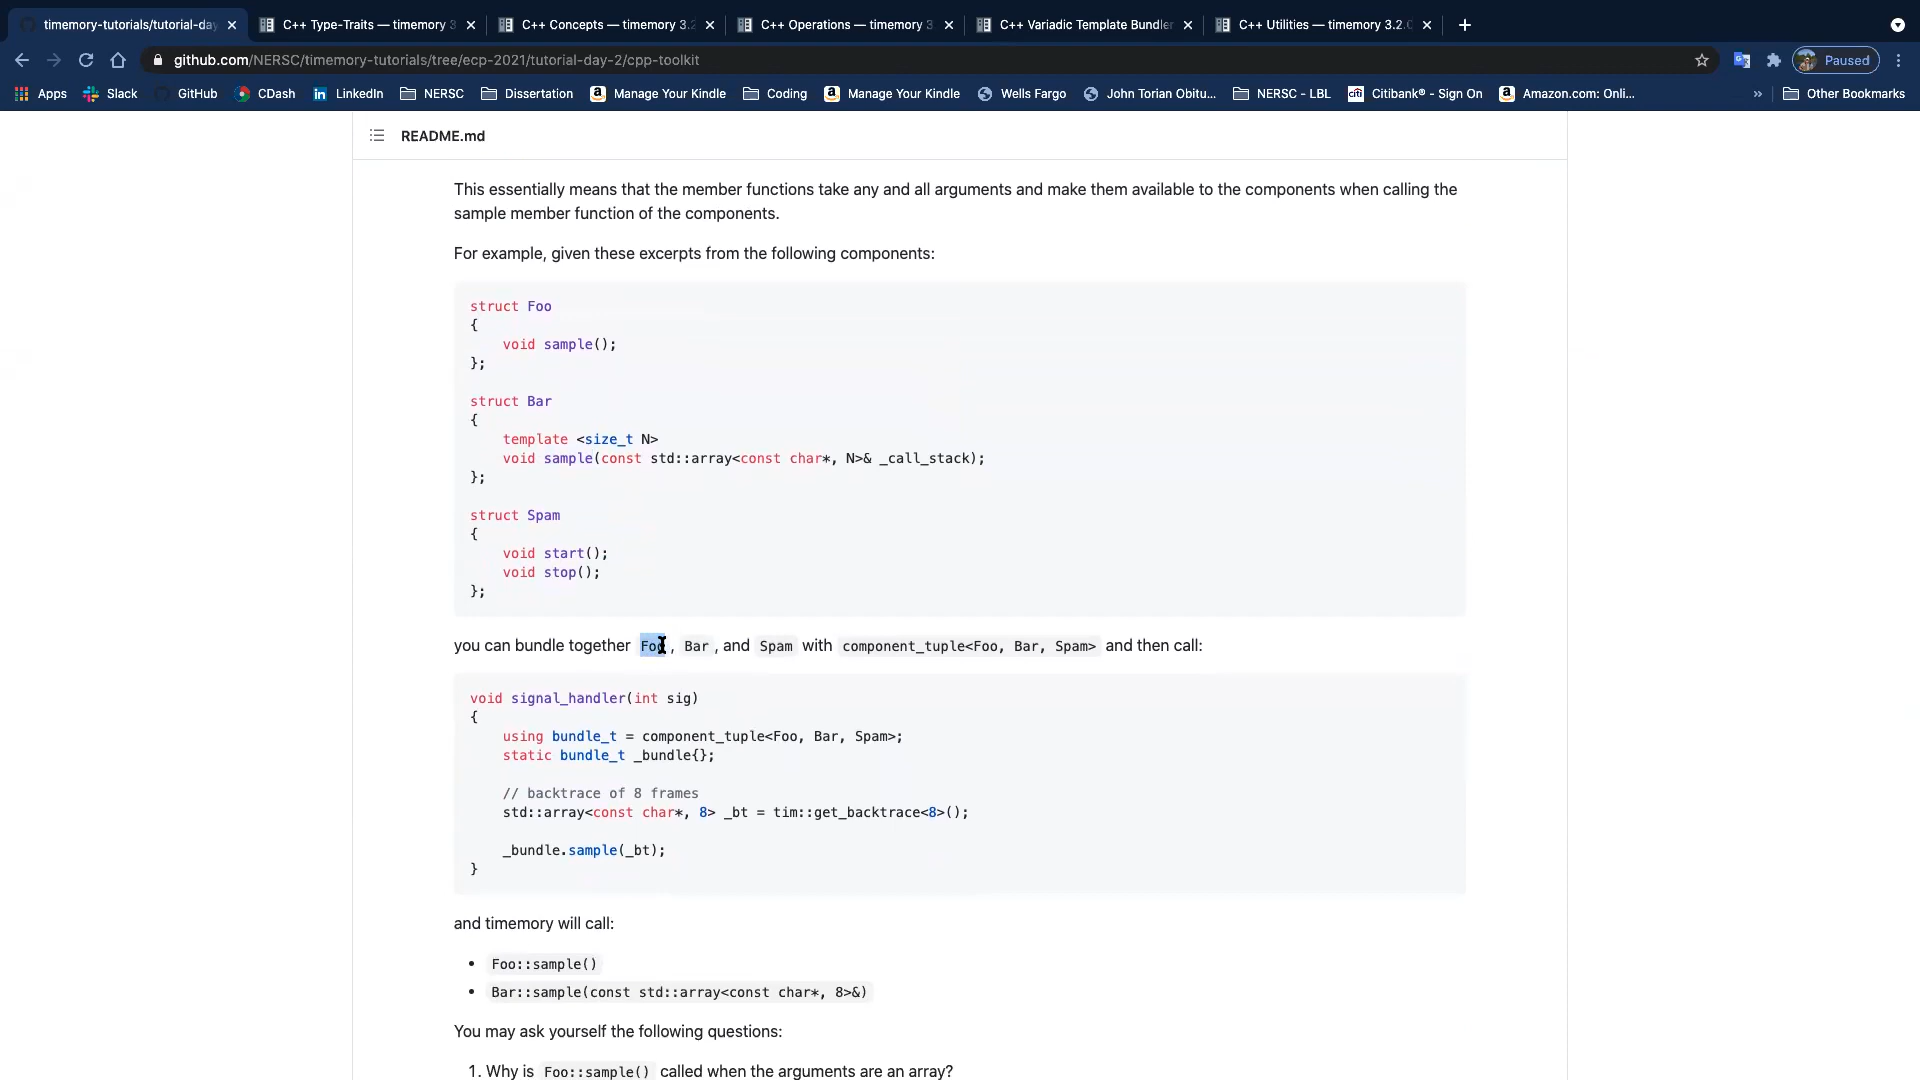 timemory-tutorials/tutorial-day
C++ Type-Traits — timemory 3
C++ Concepts — timemory 3.2
C++ Operations — timemory 3
C++ Variadic Template Bundler
C++ Utilities — timemory 3.2.0
github.com/NERSC/timemory-tutorials/tree/ecp-2021/tutorial-day-2/cpp-toolkit
Paused
Apps
Slack
GitHub
CDash
LinkedIn
NERSC
Dissertation
Manage Your Kindle
Coding
Manage Your Kindle
Wells Fargo
John Torian Obitu...
NERSC - LBL
citi
Citibank® - Sign On
Amazon.com: Onli...
»
Other Bookmarks
README.md
This essentially means that the member functions take any and all arguments and make them available to the components when calling the
sample member function of the components.
For example, given these excerpts from the following components:
struct Foo
{
void sample();
};
struct Bar
{
template <size_t N>
void sample(const std::array<const char*, N>& _call_stack);
};
struct Spam
{
void start();
void stop();
};
you can bundle together Foo , Bar , and Spam with component_tuple<Foo, Bar, Spam> and then call:
void signal_handler(int sig)
{
using bundle_t = component_tuple<Foo, Bar, Spam>;
static bundle_t _bundle{};
// backtrace of 8 frames
std::array<const char*, 8> _bt = tim::get_backtrace<8>();
_bundle.sample(_bt);
}
and timemory will call:
• Foo::sample()
• Bar::sample(const std::array<const char*, 8>&)
You may ask yourself the following questions:
1. Why is Foo::sample() called when the arguments are an array?